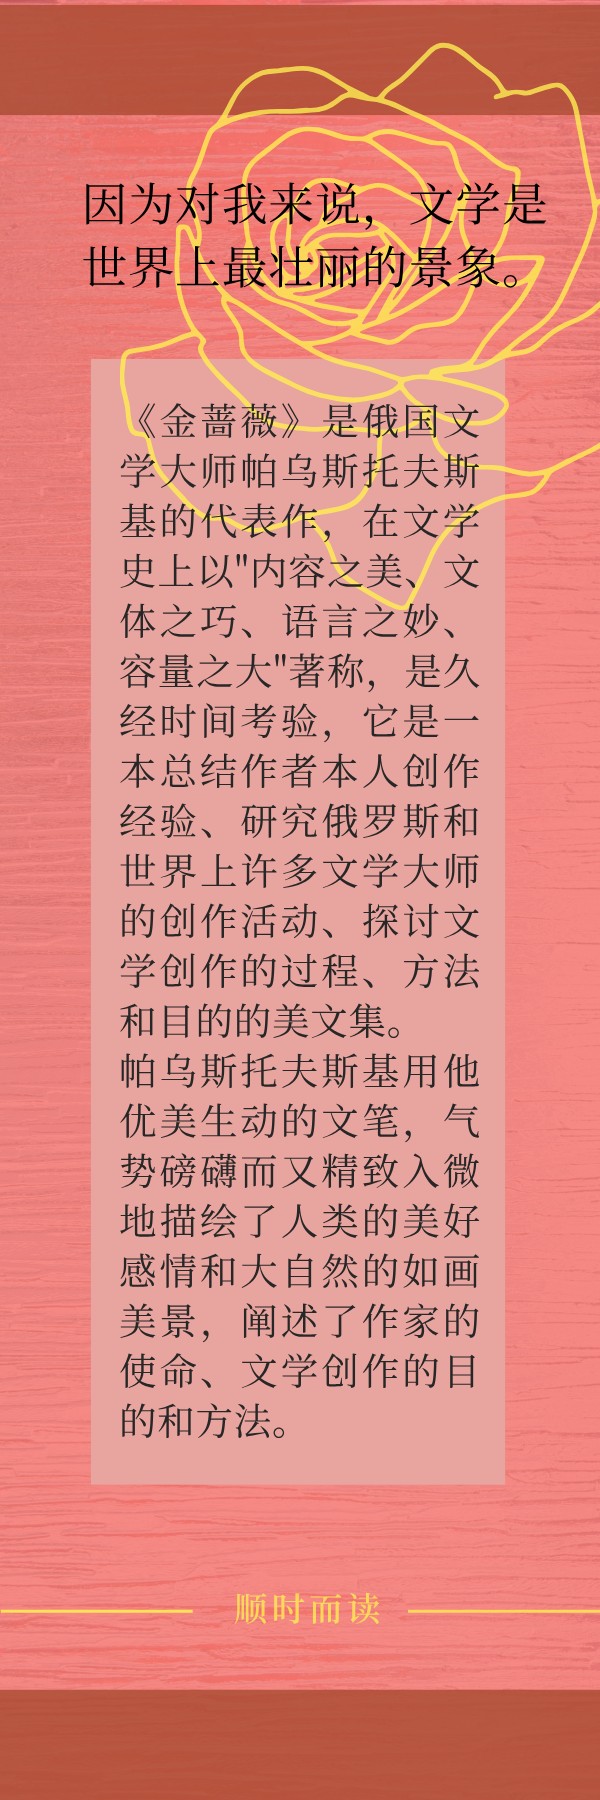 因为对我来说，文学是
世界上最壮丽的景象。
《金蔷薇》是俄国文
学大师帕乌斯托夫斯
基的代表作，在文学
史上以"内容之美、文
体之巧、语言之妙、
容量之大"著称，是久
经时间考验，它是一
本总结作者本人创作
经验、研究俄罗斯和
世界上许多文学大师
的创作活动、探讨文
学创作的过程、方法
和目的的美文集。
帕乌斯托夫斯基用他
优美生动的文笔，气
势磅礴而又精致入微
地描绘了人类的美好
感情和大自然的如画
美景，阐述了作家的
使命、文学创作的目
的和方法。
顺时而读